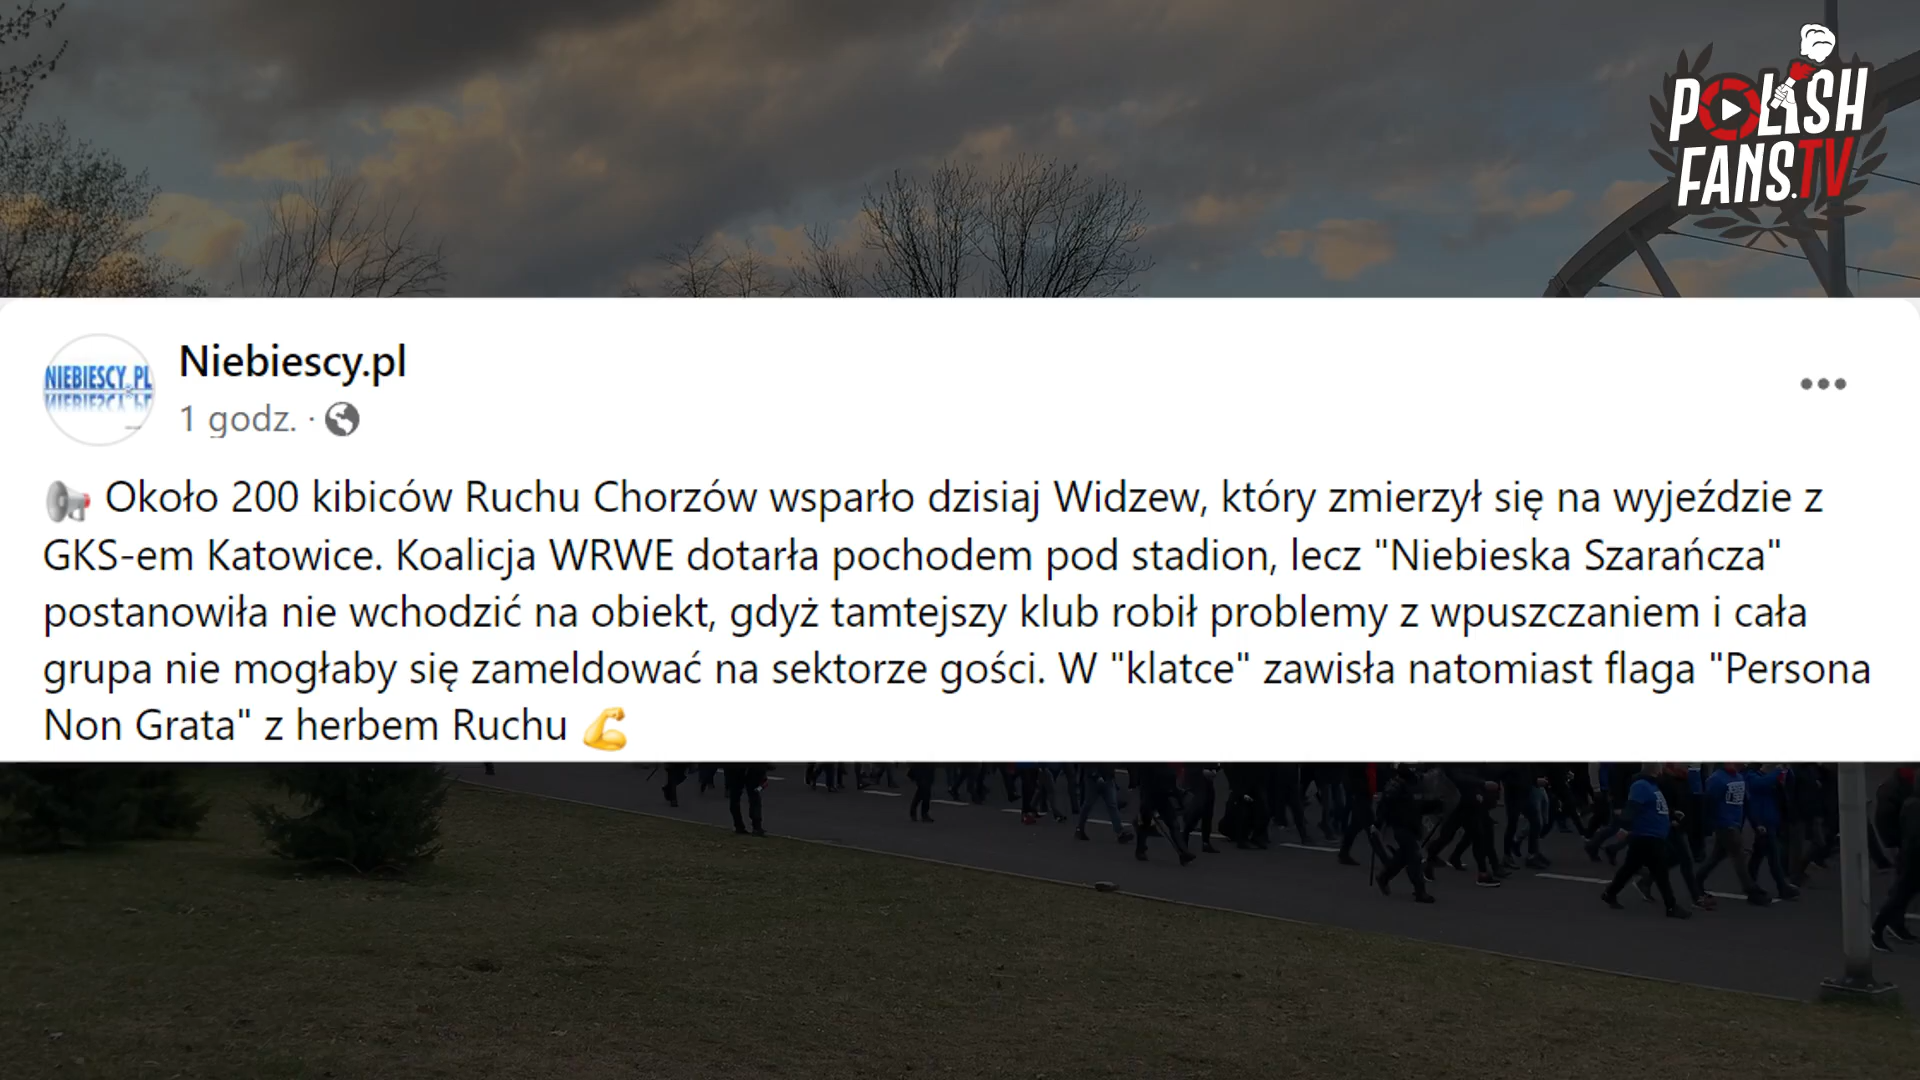 POLISH
FANS.TV
NIEBIESCY.PL
Niebiescy.pl
1 godz. ·
Około 200 kibiców Ruchu Chorzów wsparło dzisiaj Widzew, który zmierzył się na wyjeździe z
GKS-em Katowice. Koalicja WRWE dotarła pochodem pod stadion, lecz "Niebieska Szarańcza"
postanowiła nie wchodzić na obiekt, gdyż tamtejszy klub robił problemy z wpuszczaniem i cała
grupa nie mogłaby się zameldować na sektorze gości. W "klatce" zawisła natomiast flaga "Persona
Non Grata" z herbem Ruchu 💪